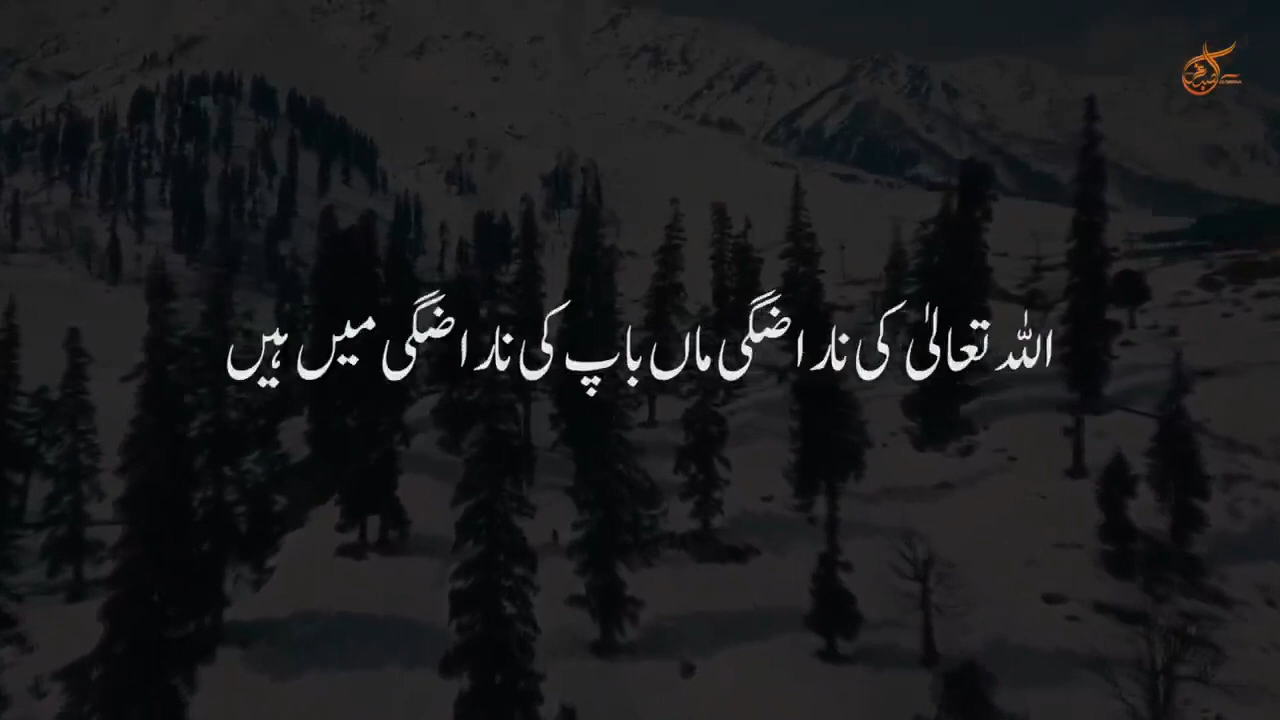 اللہ تعالیٰ کی ناراضگی ماں باپ کی ناراضگی میں ہیں